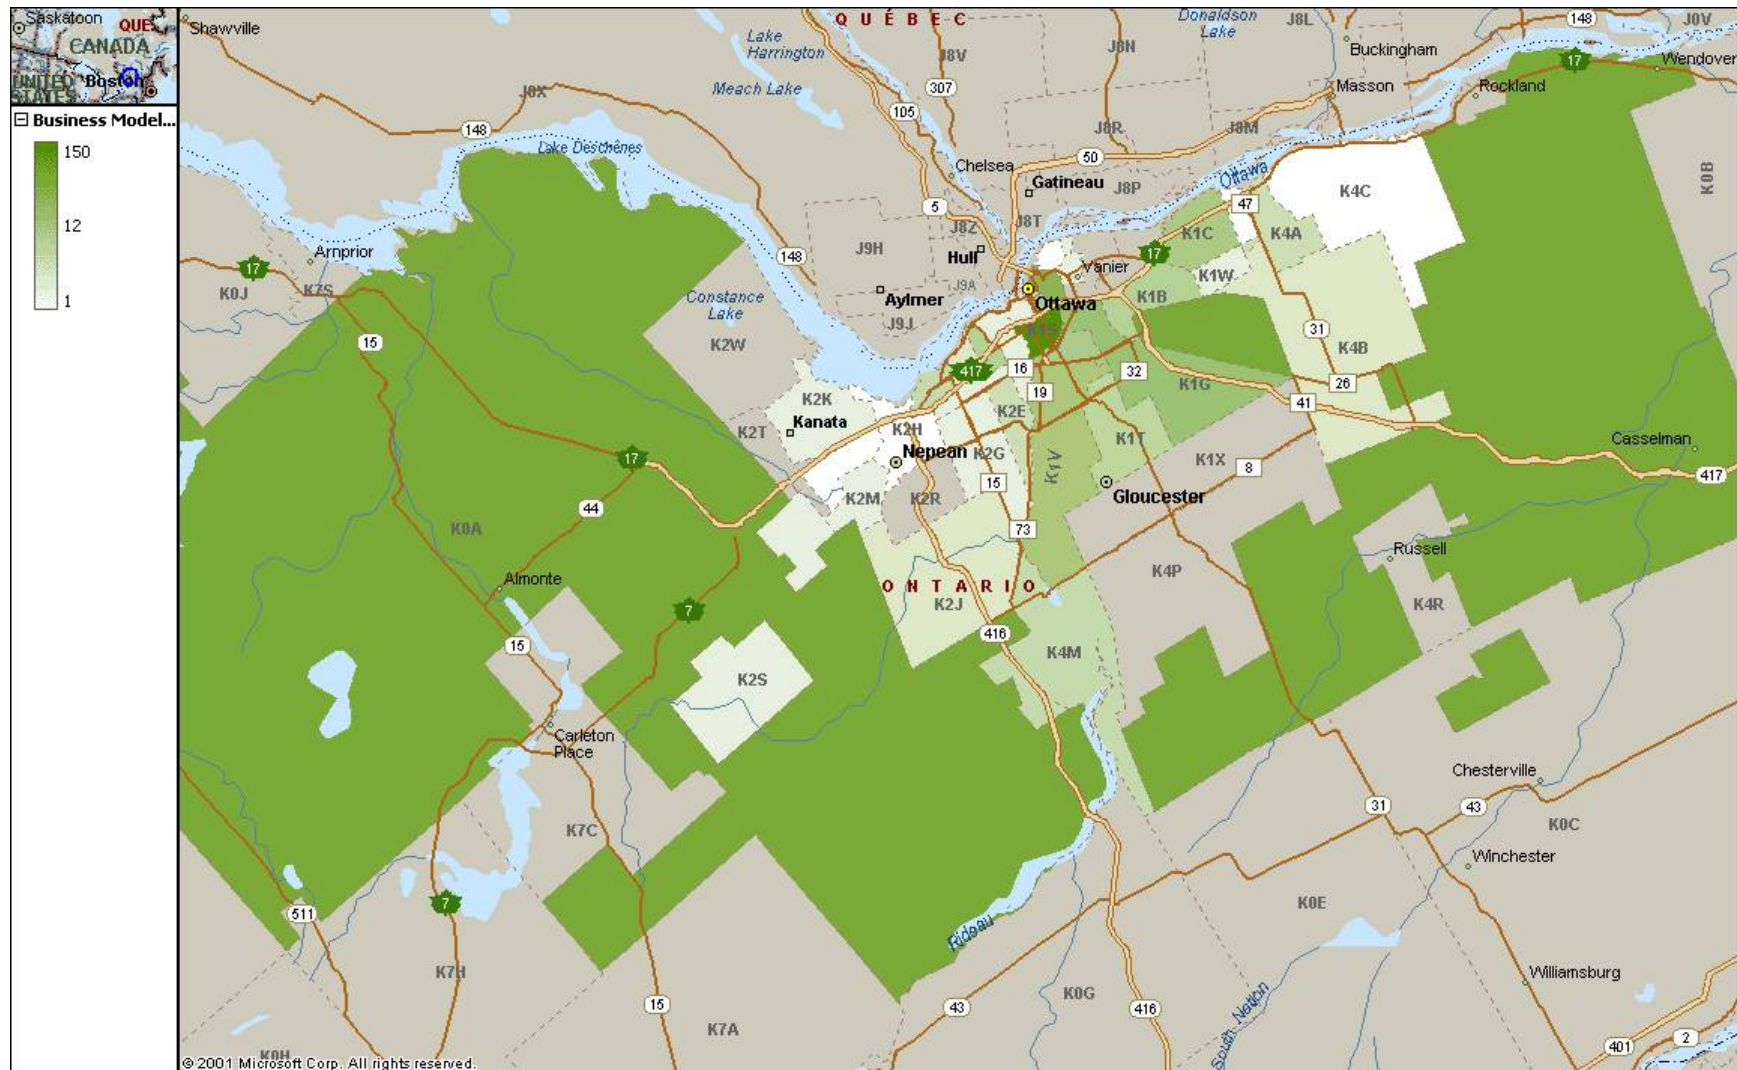 Saskatoon
QUE.
CANADA
UNITED
STATES
Boston
Business Model...
150
12
1
Shawville
QUÉBEC
Lake
Harrington
Donaldson
Lake
J8L
148
J0V
Buckingham
J8V
J8N
17
Wendover
Rockland
Masson
J8X
307
Meach Lake
105
148
J8R
J8M
Lake Deschênes
50
Chelsea
Ottawa
Gatineau
J8P
K4C
K0B
5
47
J8T
J8Z
K1C
K4A
J9H
Hull
148
17
Arnprior
17
Vanier
K1W
K7S
K0J
J9A
Constance
Lake
Aylmer
Ottawa
K1B
J9J
K1S
31
15
K2W
K4B
417
16
32
K1G
26
19
41
K2K
K2E
Kanata
K2T
K2H
K1T
Casselman
Nepean
K2G
17
K1X
8
417
15
K2M
K2R
Gloucester
44
K0A
73
Russell
K4P
Almonte
ONTARIO
7
K2J
K4R
416
15
K4M
K2S
Carleton
Place
Chesterville
31
43
K7C
K0C
Winchester
7
511
K0E
Rideau
K7H
Williamsburg
K0G
15
43
416
South Nation
K7A
2
401
K0H
© 2001 Microsoft Corp. All rights reserved.